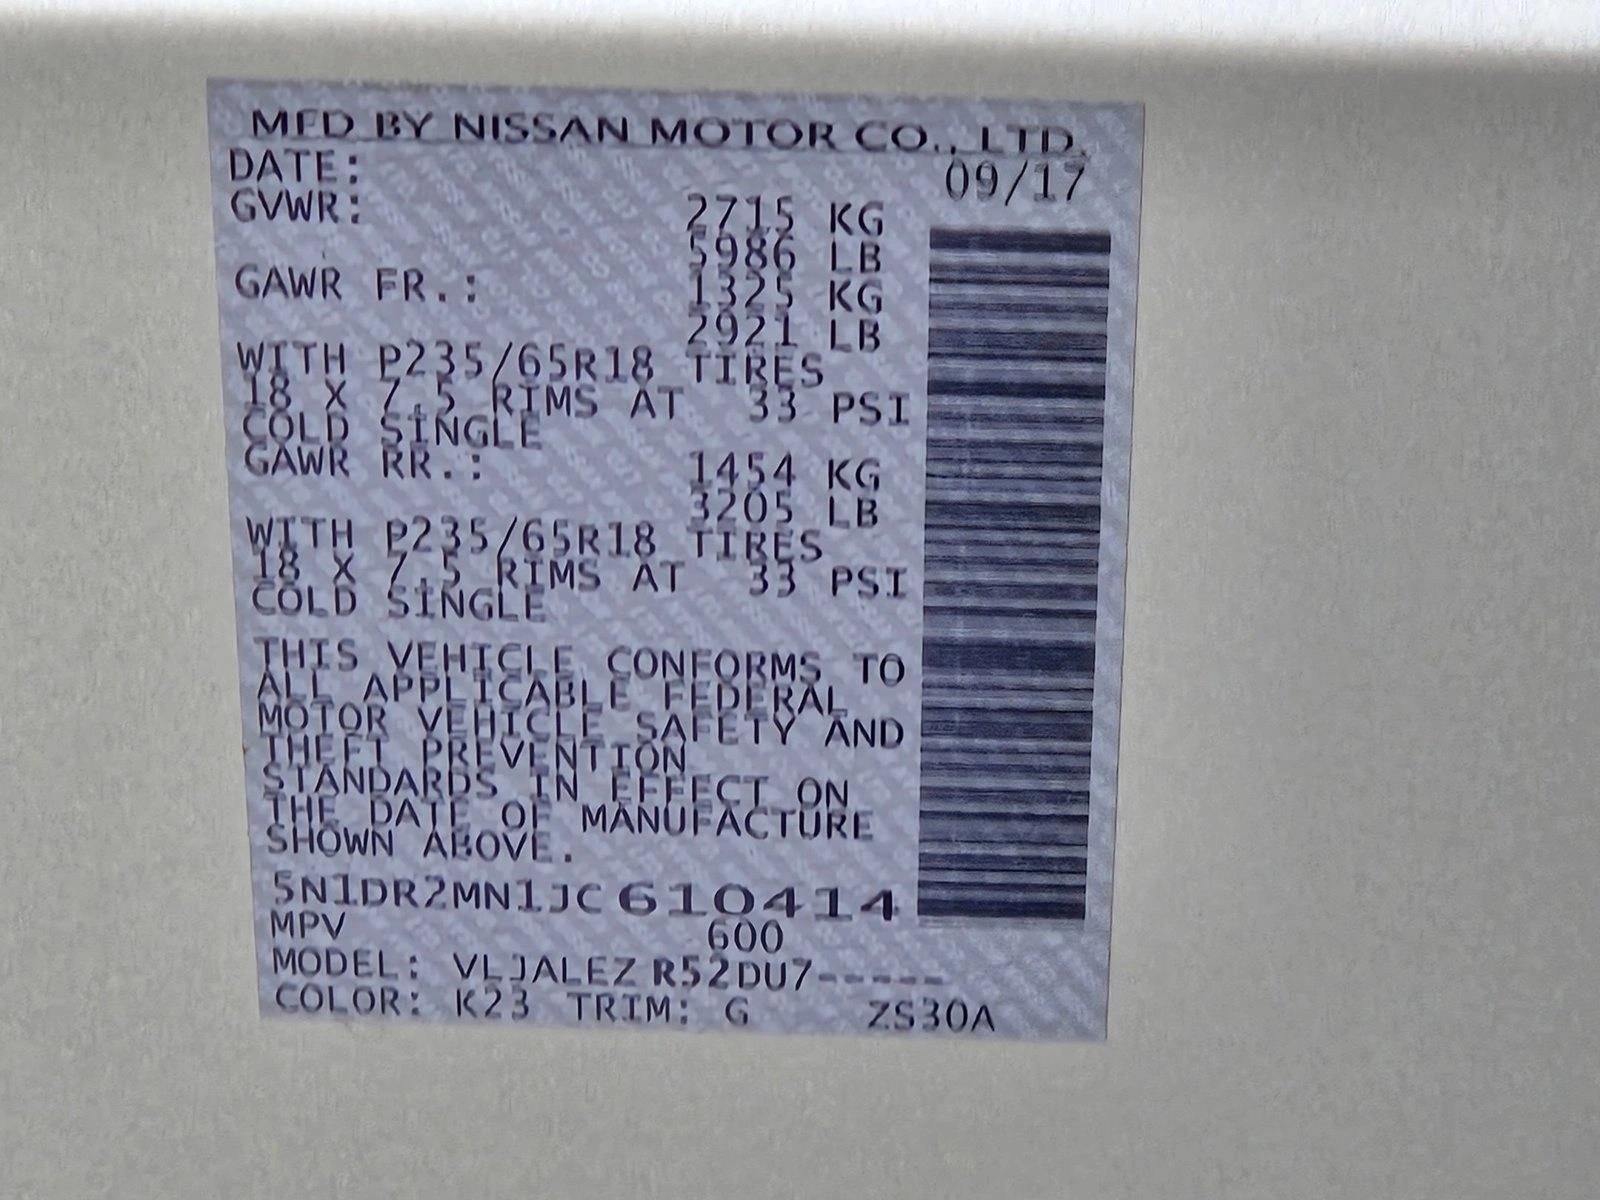 MFD BY NISSAN MOTOR CO., LTD.
DATE: 09/17
GVWR: 2715 KG
5986 LB
GAWR FR.: 1325 KG
2921 LB
WITH P235/65R18 TIRES
18 X 7.5 RIMS AT 33 PSI
COLD SINGLE
GAWR RR.: 1454 KG
3205 LB
WITH P235/65R18 TIRES
18 X 7.5 RIMS AT 33 PSI
COLD SINGLE
THIS VEHICLE CONFORMS TO
ALL APPLICABLE FEDERAL
MOTOR VEHICLE SAFETY AND
THEFT PREVENTION
STANDARDS IN EFFECT ON
THE DATE OF MANUFACTURE
SHOWN ABOVE.
5N1DR2MN1JC610414
MPV 600
MODEL: VLJALEZ R52DU7-----
COLOR: K23 TRIM: G ZS30A